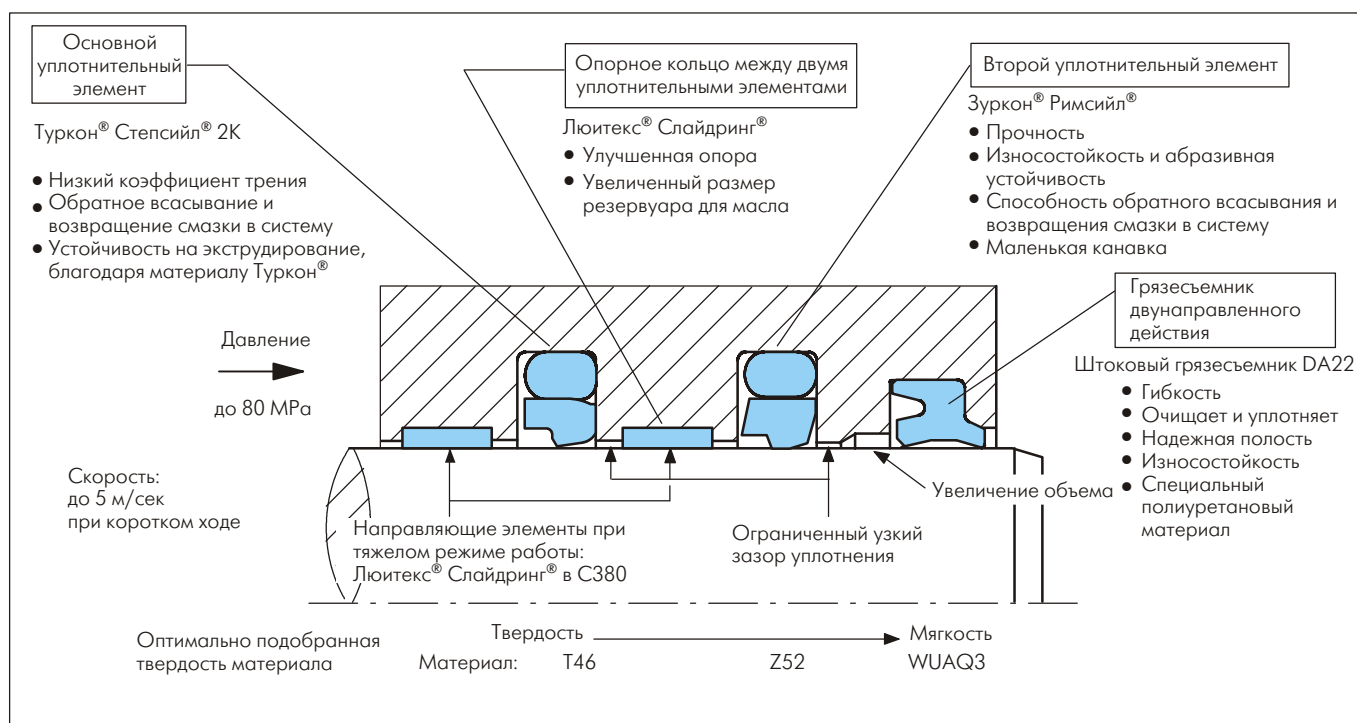 Основной
уплотнительный
элемент
Туркон® Степсийл® 2K
● Низкий коэффициент трения
● Обратное всасывание и
возвращение смазки в систему
● Устойчивость на экструдирование,
благодаря материалу Туркон®
Опорное кольцо между двумя
уплотнительными элементами
Люитекс® Слайдринг®
● Улучшенная опора
● Увеличенный размер
резервуара для масла
Второй уплотнительный элемент
Зуркон® Римсийл®
● Прочность
● Износостойкость и абразивная
устойчивость
● Способность обратного всасывания и
возвращения смазки в систему
● Маленькая канавка
Грязесъемник
двунаправленного
действия
Штоковый грязесъемник DA22
● Гибкость
● Очищает и уплотняет
● Надежная полость
● Износостойкость
● Специальный
полиуретановый
материал
Давление
до 80 MPa
Скорость:
до 5 м/сек
при коротком ходе
Направляющие элементы при
тяжелом режиме работы:
Люитекс® Слайдринг® в С380
Ограниченный узкий
зазор уплотнения
Увеличение объема
Оптимально подобранная
твердость материала
Твердость
Мягкость
Материал: T46 Z52 WUAQ3